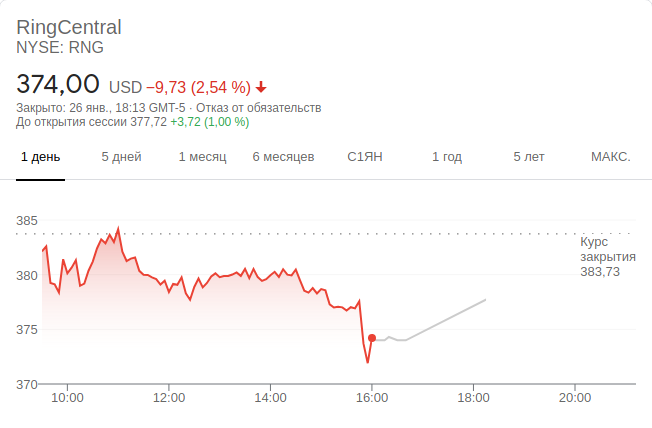 RingCentral
NYSE: RNG
374,00 USD −9,73 (2,54 %)
Закрыто: 26 янв., 18:13 GMT-5 · Отказ от обязательств
До открытия сессии 377,72 +3,72 (1,00 %)
1 день 5 дней 1 месяц 6 месяцев С1ЯН 1 год 5 лет МАКС.
385
Курс
закрытия
383,73
380
375
370
10:00 12:00 14:00 16:00 18:00 20:00